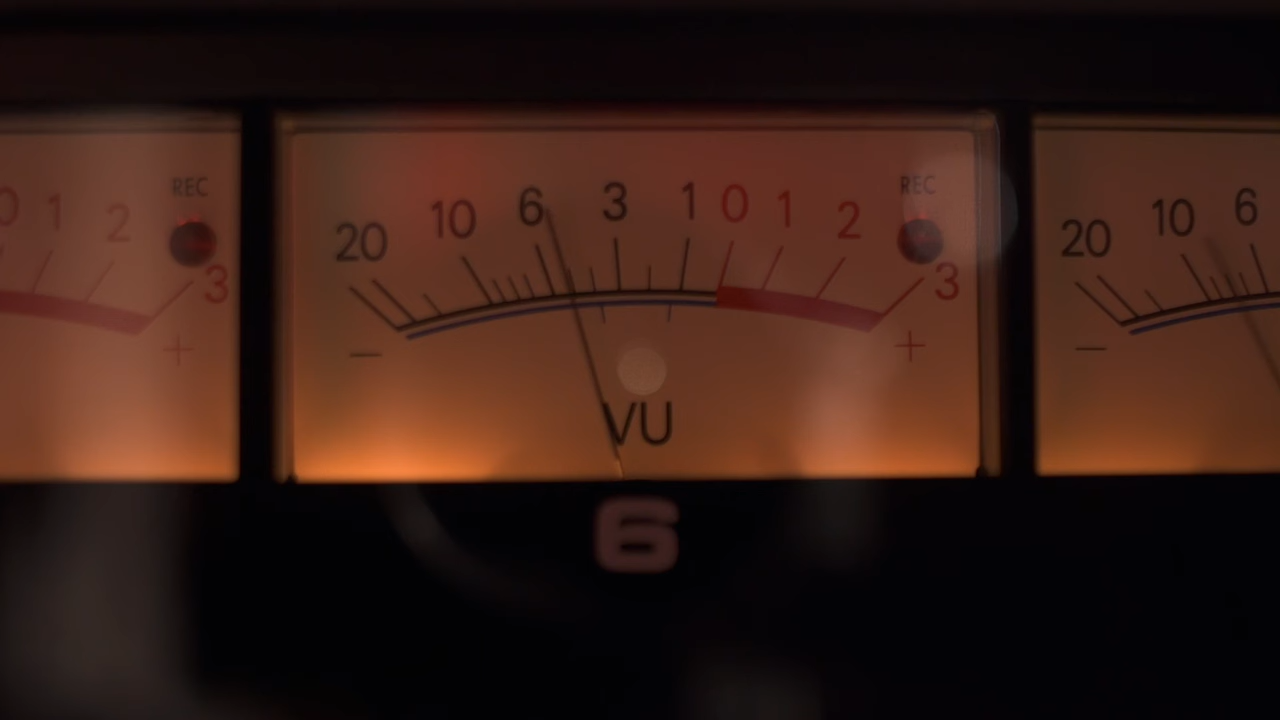 REC REC
0 1 2 20 10 6 3 1 0 1 2 20 10 6
3 3
+ − + −
VU
6